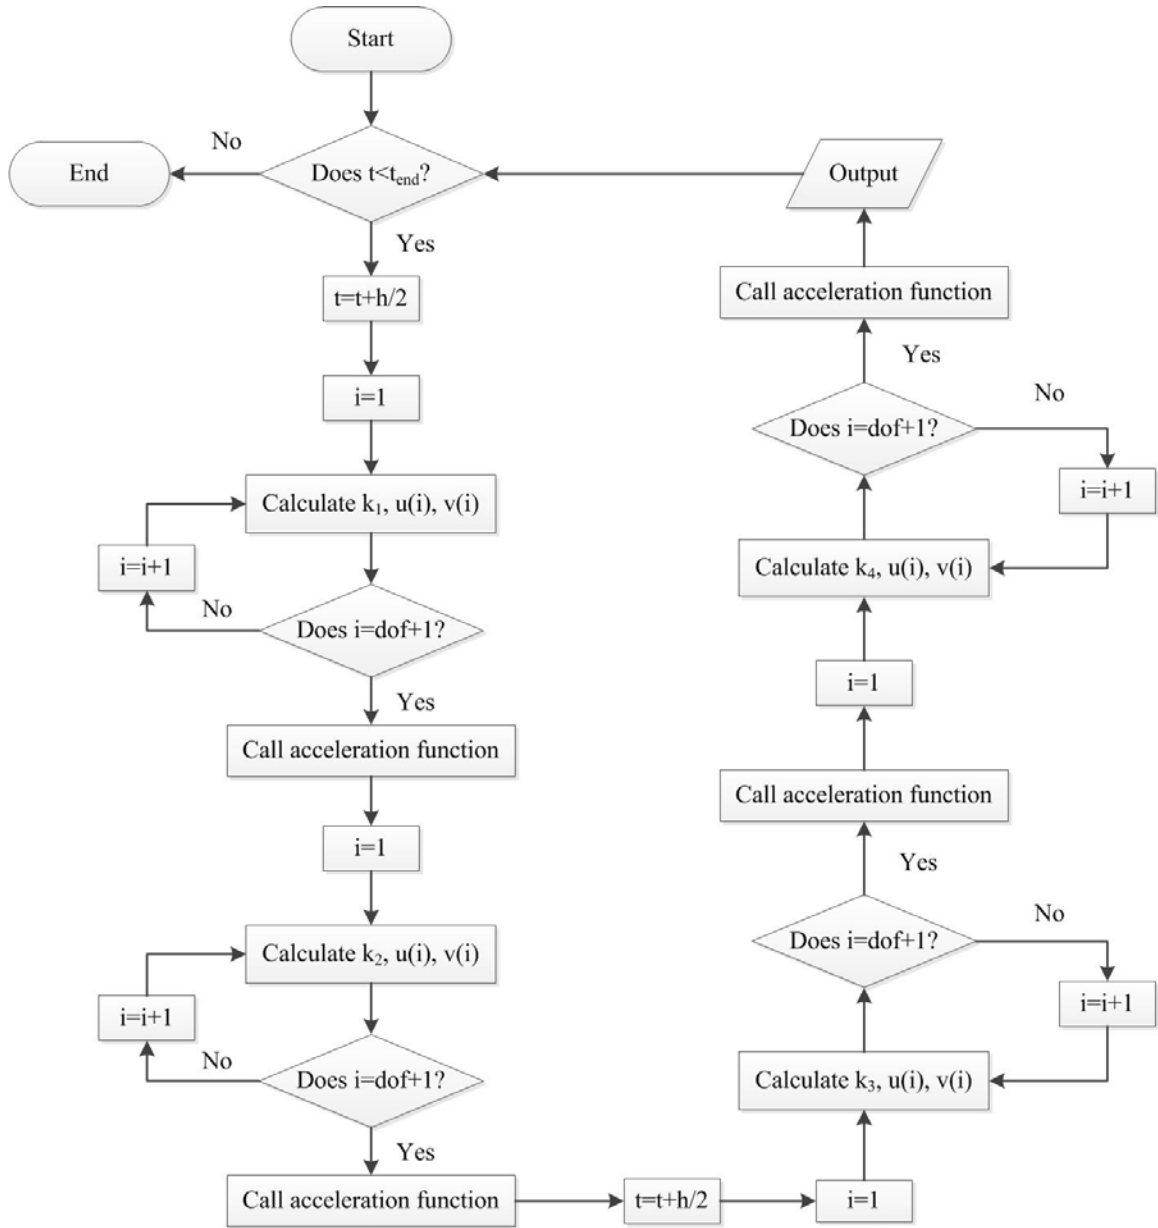 Start
Does t<tend?
No
End
Yes
t=t+h/2
i=1
Calculate k1, u(i), v(i)
i=i+1
No
Does i=dof+1?
Yes
Call acceleration function
i=1
Calculate k2, u(i), v(i)
i=i+1
No
Does i=dof+1?
Yes
Call acceleration function
t=t+h/2
i=1
Calculate k3, u(i), v(i)
i=i+1
No
Does i=dof+1?
Yes
Call acceleration function
i=1
Calculate k4, u(i), v(i)
i=i+1
No
Does i=dof+1?
Yes
Call acceleration function
Output